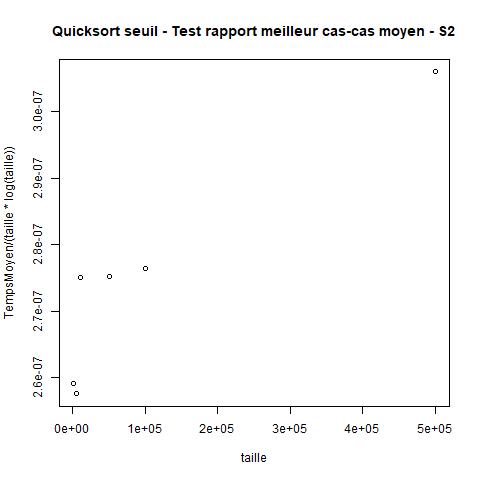 Quicksort seuil - Test rapport meilleur cas-cas moyen - S2
TempsMoyen/(taille * log(taille))
3.0e-07
2.9e-07
2.8e-07
2.7e-07
2.6e-07
0e+00 1e+05 2e+05 3e+05 4e+05 5e+05
taille